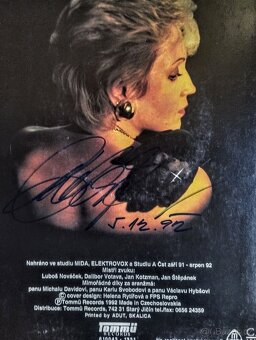 5.12.92
Nahráno ve studiu MIDA, ELEKTROVOX a Studiu A Čst září 91 - srpen 92
Mistři zvuku:
Luboš Nováček, Dalibor Votava, Jan Kotzman, Jan Štěpánek
Mimořádné díky za aranžmá:
panu Michalu Davidovi, panu Karlu Svobodovi a panu Václavu Hybšovi
© cover design: Helena Rytířová a FPS Repro
℗ Tommü Records 1992 Made in Czechoslovakia
Distribuce: Tommü Records, 742 31 Starý Jičín tel./fax: 0656 24359
Printed by ADUT, SKALICA
Tommü
RECORDS